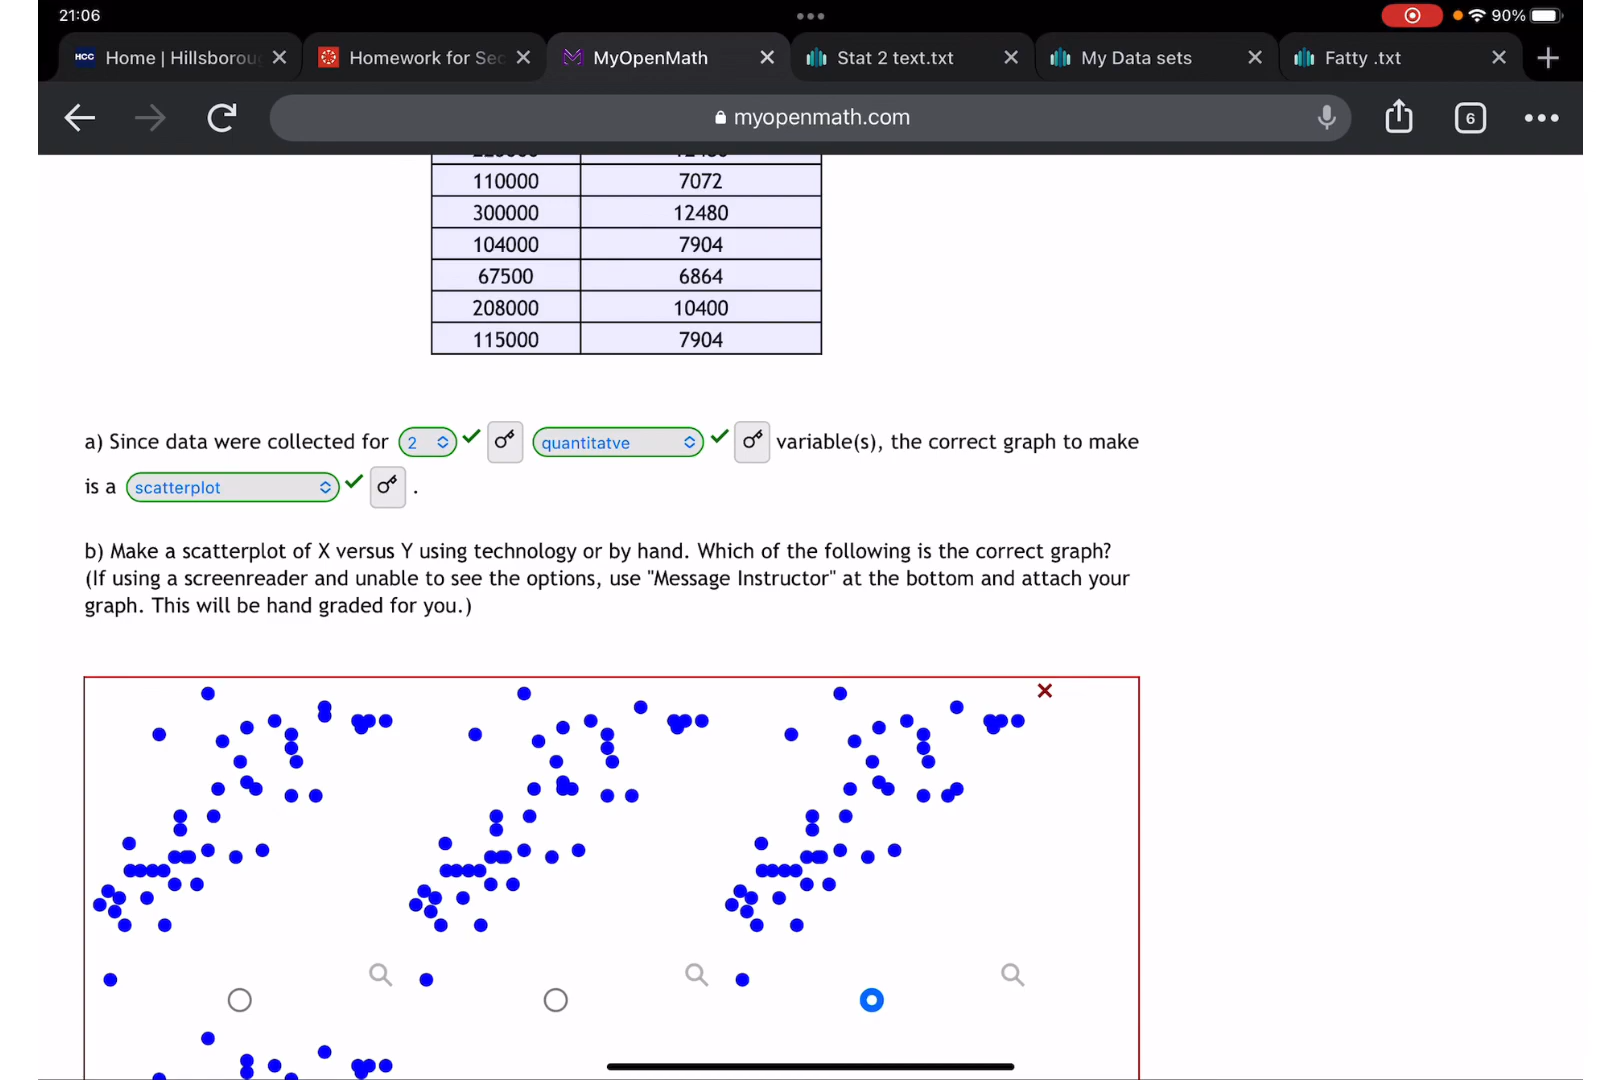 21:06
90%
HCC Home | Hillsborou
Homework for Sec
MyOpenMath
Stat 2 text.txt
My Data sets
Fatty .txt
myopenmath.com
6
110000 7072
300000 12480
104000 7904
67500 6864
208000 10400
115000 7904
a) Since data were collected for 2 quantitatve variable(s), the correct graph to make
is a scatterplot .
b) Make a scatterplot of X versus Y using technology or by hand. Which of the following is the correct graph?
(If using a screenreader and unable to see the options, use "Message Instructor" at the bottom and attach your
graph. This will be hand graded for you.)